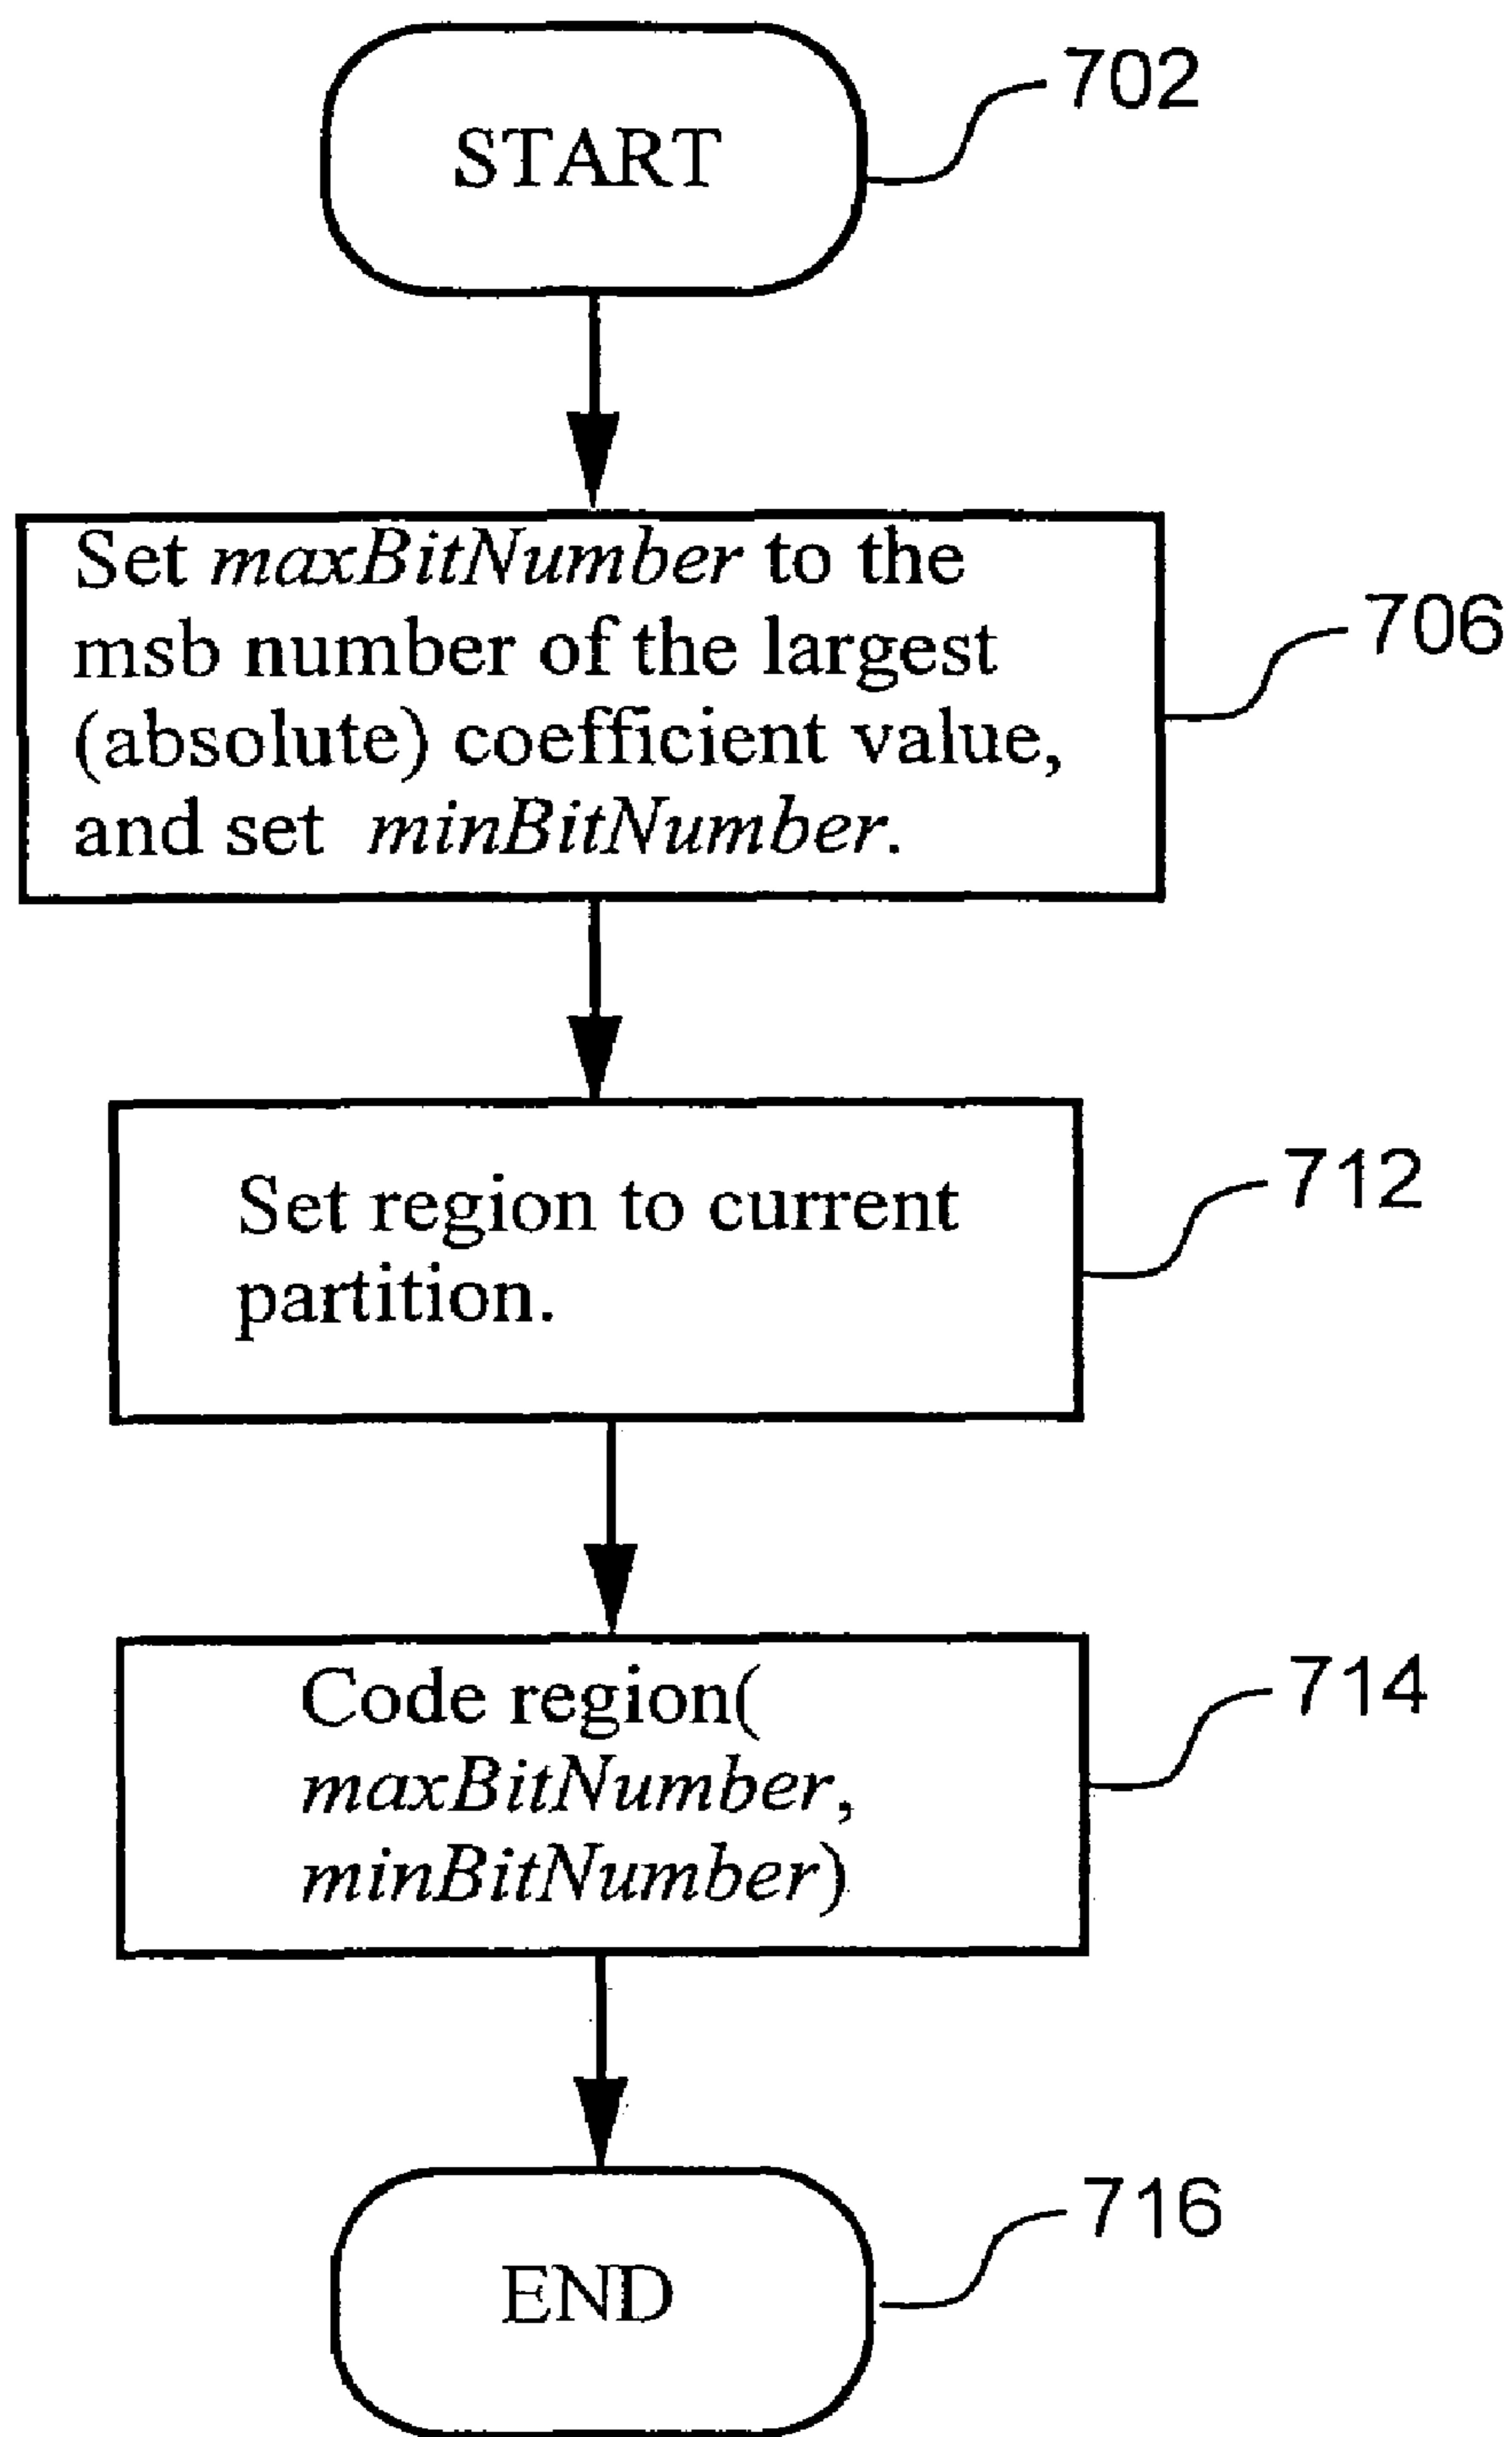 START
702
Set maxBitNumber to the
msb number of the largest
(absolute) coefficient value,
and set minBitNumber.
706
Set region to current
partition.
712
Code region(
maxBitNumber,
minBitNumber)
714
END
716